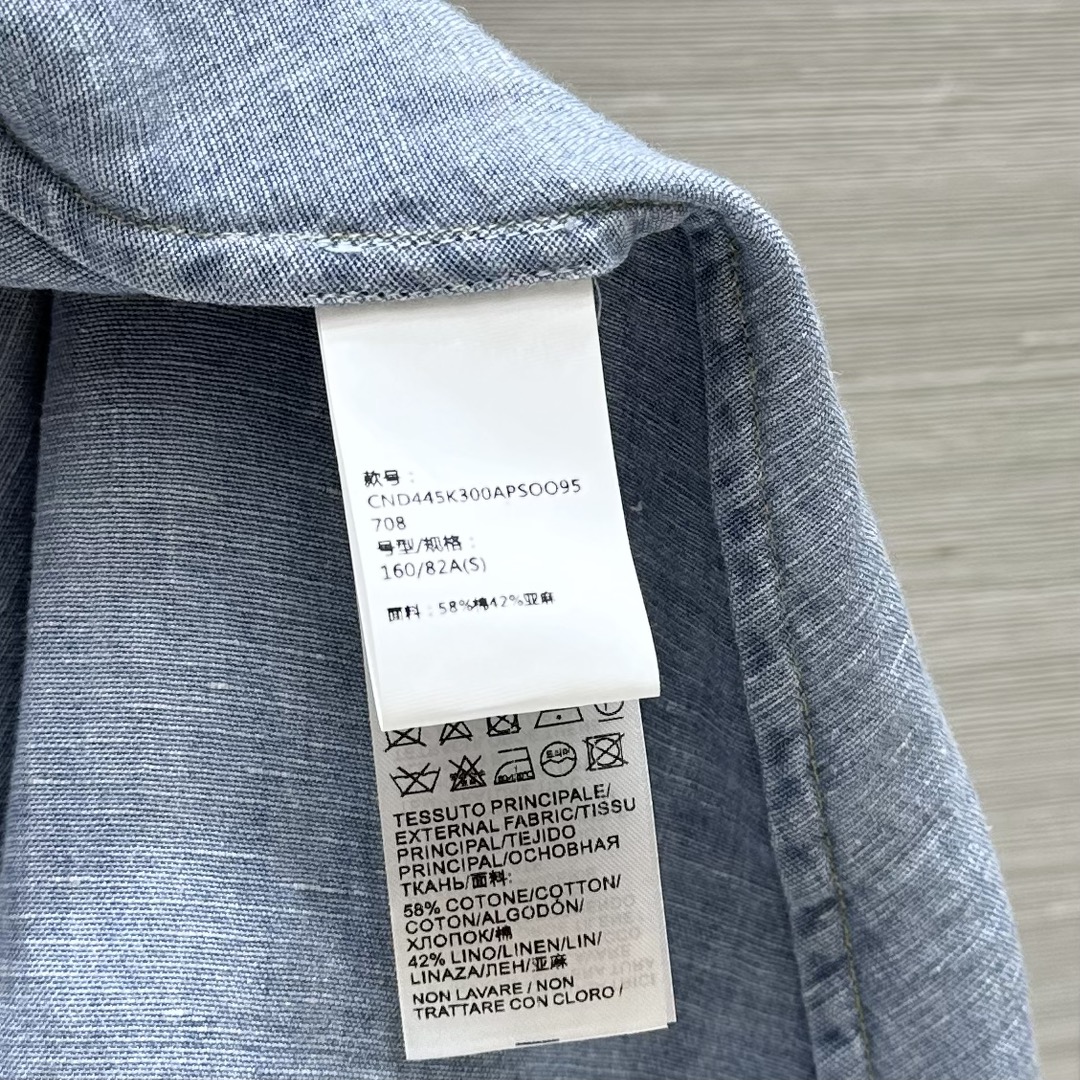 款号：
CND445K300APSOO95
708
号型/规格：
160/82A(S)
面料：58%棉42%亚麻
TESSUTO PRINCIPALE/
EXTERNAL FABRIC/TISSU
PRINCIPAL/TEJIDO
PRINCIPAL/ОСНОВНАЯ
ТКАНЬ/面料:
58% COTONE/COTTON/
COTON/ALGODÓN/
ХЛОПОК/棉
42% LINO/LINEN/LIN/
LINAZA/ЛЕН/亚麻
NON LAVARE / NON
TRATTARE CON CLORO /